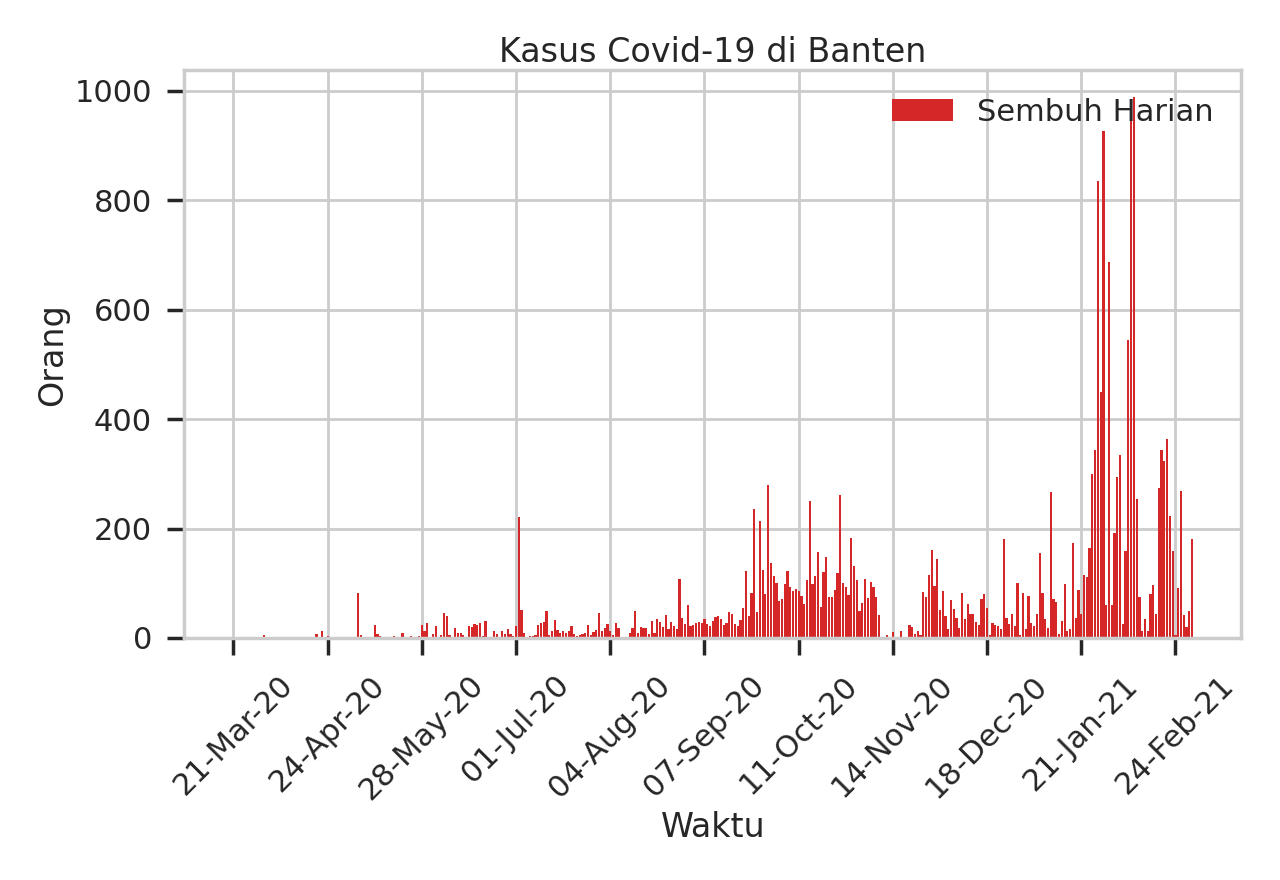 Kasus Covid-19 di Banten
Sembuh Harian
Orang
1000
800
600
400
200
0
21-Mar-20
24-Apr-20
28-May-20
01-Jul-20
04-Aug-20
07-Sep-20
11-Oct-20
14-Nov-20
18-Dec-20
21-Jan-21
24-Feb-21
Waktu